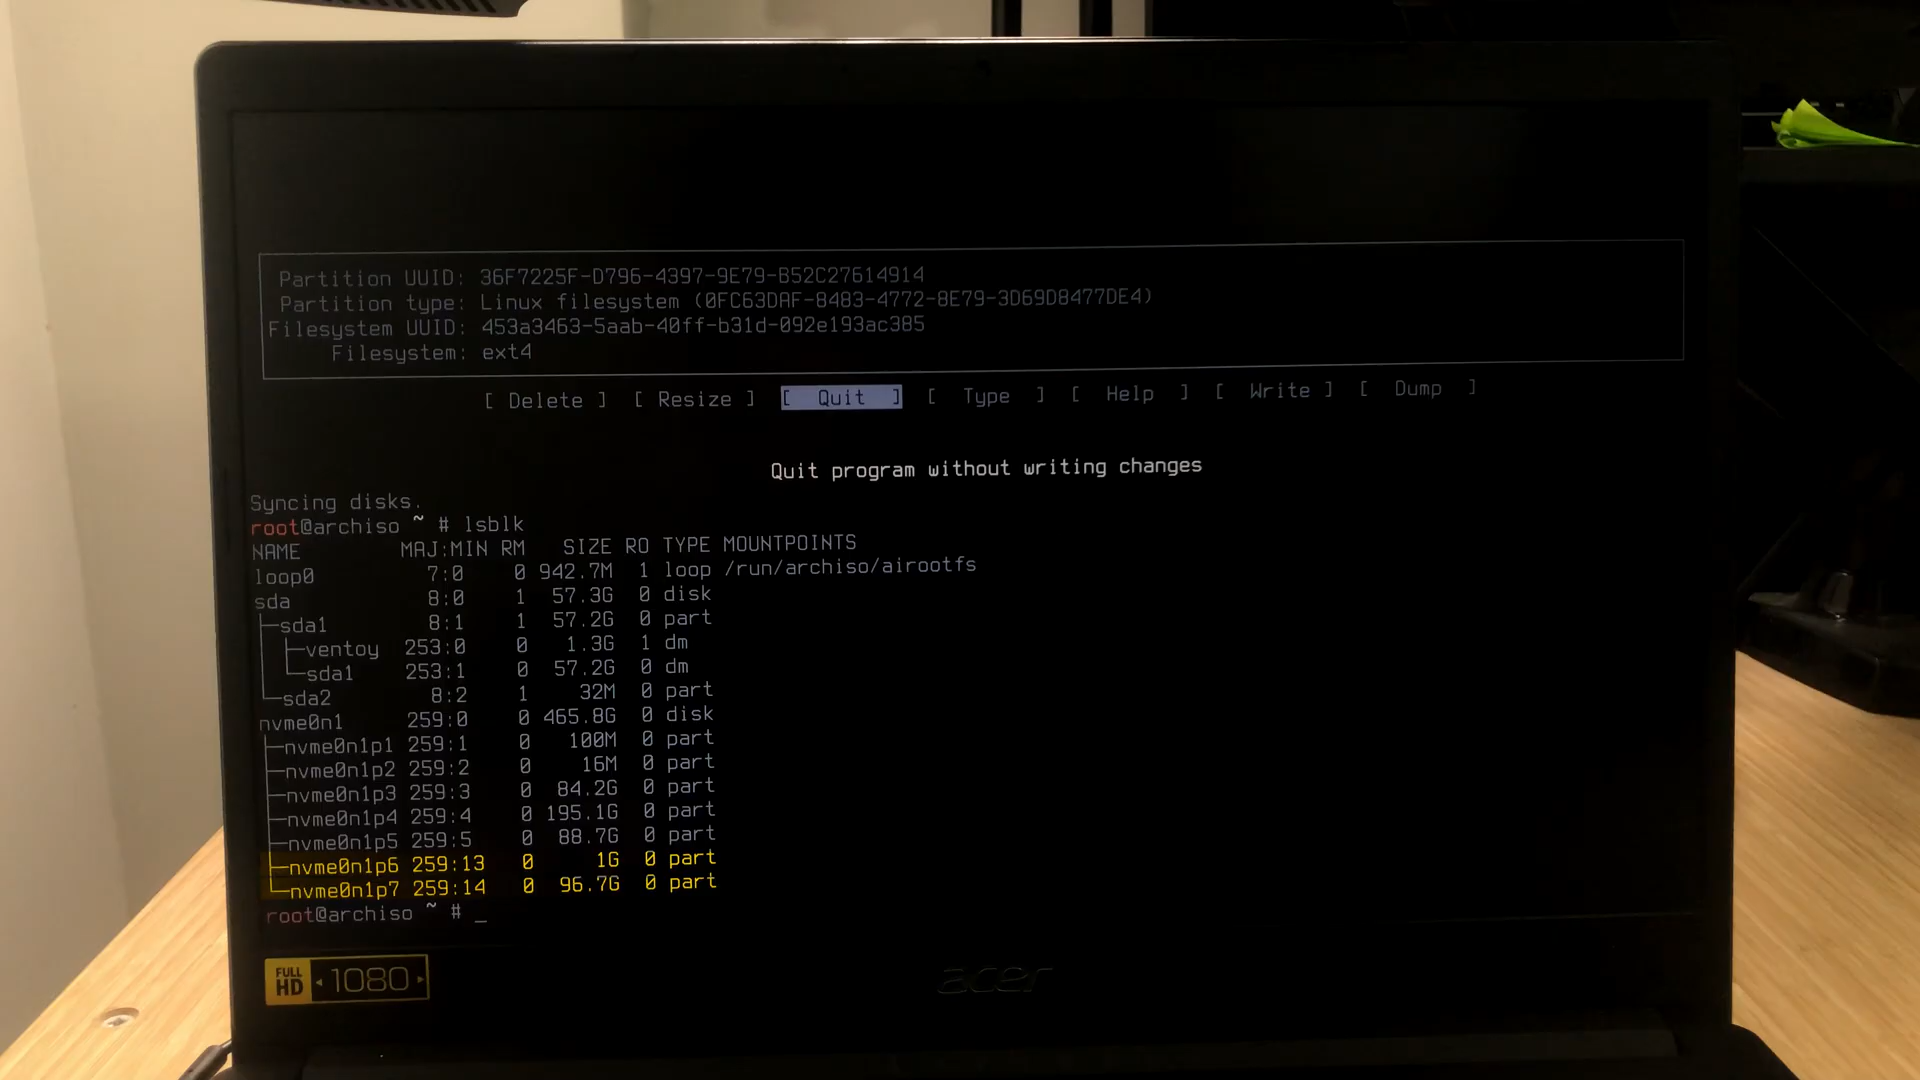 Partition UUID: 36F7225F-D796-4397-9E79-B52C27614914
Partition type: Linux filesystem (0FC63DAF-8483-4772-8E79-3D69D8477DE4)
Filesystem UUID: 453a3463-5aab-40ff-b31d-092e193ac385
Filesystem: ext4
[ Delete ] [ Resize ] [ Quit ] [ Type ] [ Help ] [ Write ] [ Dump ]
Quit program without writing changes
Syncing disks.
root@archiso ~ # lsblk
NAME MAJ:MIN RM SIZE RO TYPE MOUNTPOINTS
loop0 7:0 0 942.7M 1 loop /run/archiso/airootfs
sda 8:0 1 57.3G 0 disk
├─sda1 8:1 1 57.2G 0 part
│ ├─ventoy 253:0 0 1.3G 1 dm
│ └─sda1 253:1 0 57.2G 0 dm
└─sda2 8:2 1 32M 0 part
nvme0n1 259:0 0 465.8G 0 disk
├─nvme0n1p1 259:1 0 100M 0 part
├─nvme0n1p2 259:2 0 16M 0 part
├─nvme0n1p3 259:3 0 84.2G 0 part
├─nvme0n1p4 259:4 0 195.1G 0 part
├─nvme0n1p5 259:5 0 88.7G 0 part
├─nvme0n1p6 259:13 0 1G 0 part
└─nvme0n1p7 259:14 0 96.7G 0 part
root@archiso ~ # _
FULL HD 1080
acer